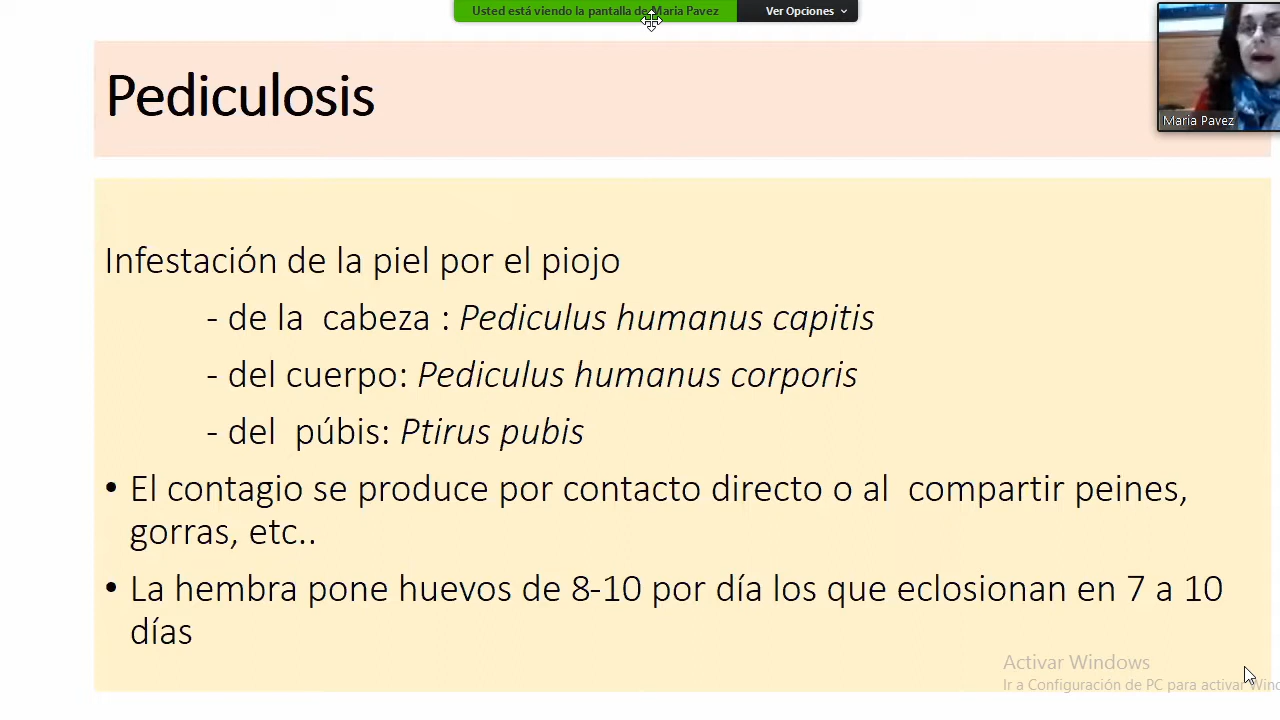 Usted está viendo la pantalla de Maria Pavez
Ver Opciones
Maria Pavez
Pediculosis
Infestación de la piel por el piojo
- de la cabeza : Pediculus humanus capitis
- del cuerpo: Pediculus humanus corporis
- del púbis: Ptirus pubis
• El contagio se produce por contacto directo o al compartir peines,
gorras, etc..
• La hembra pone huevos de 8-10 por día los que eclosionan en 7 a 10
días
Activar Windows
Ir a Configuración de PC para activar